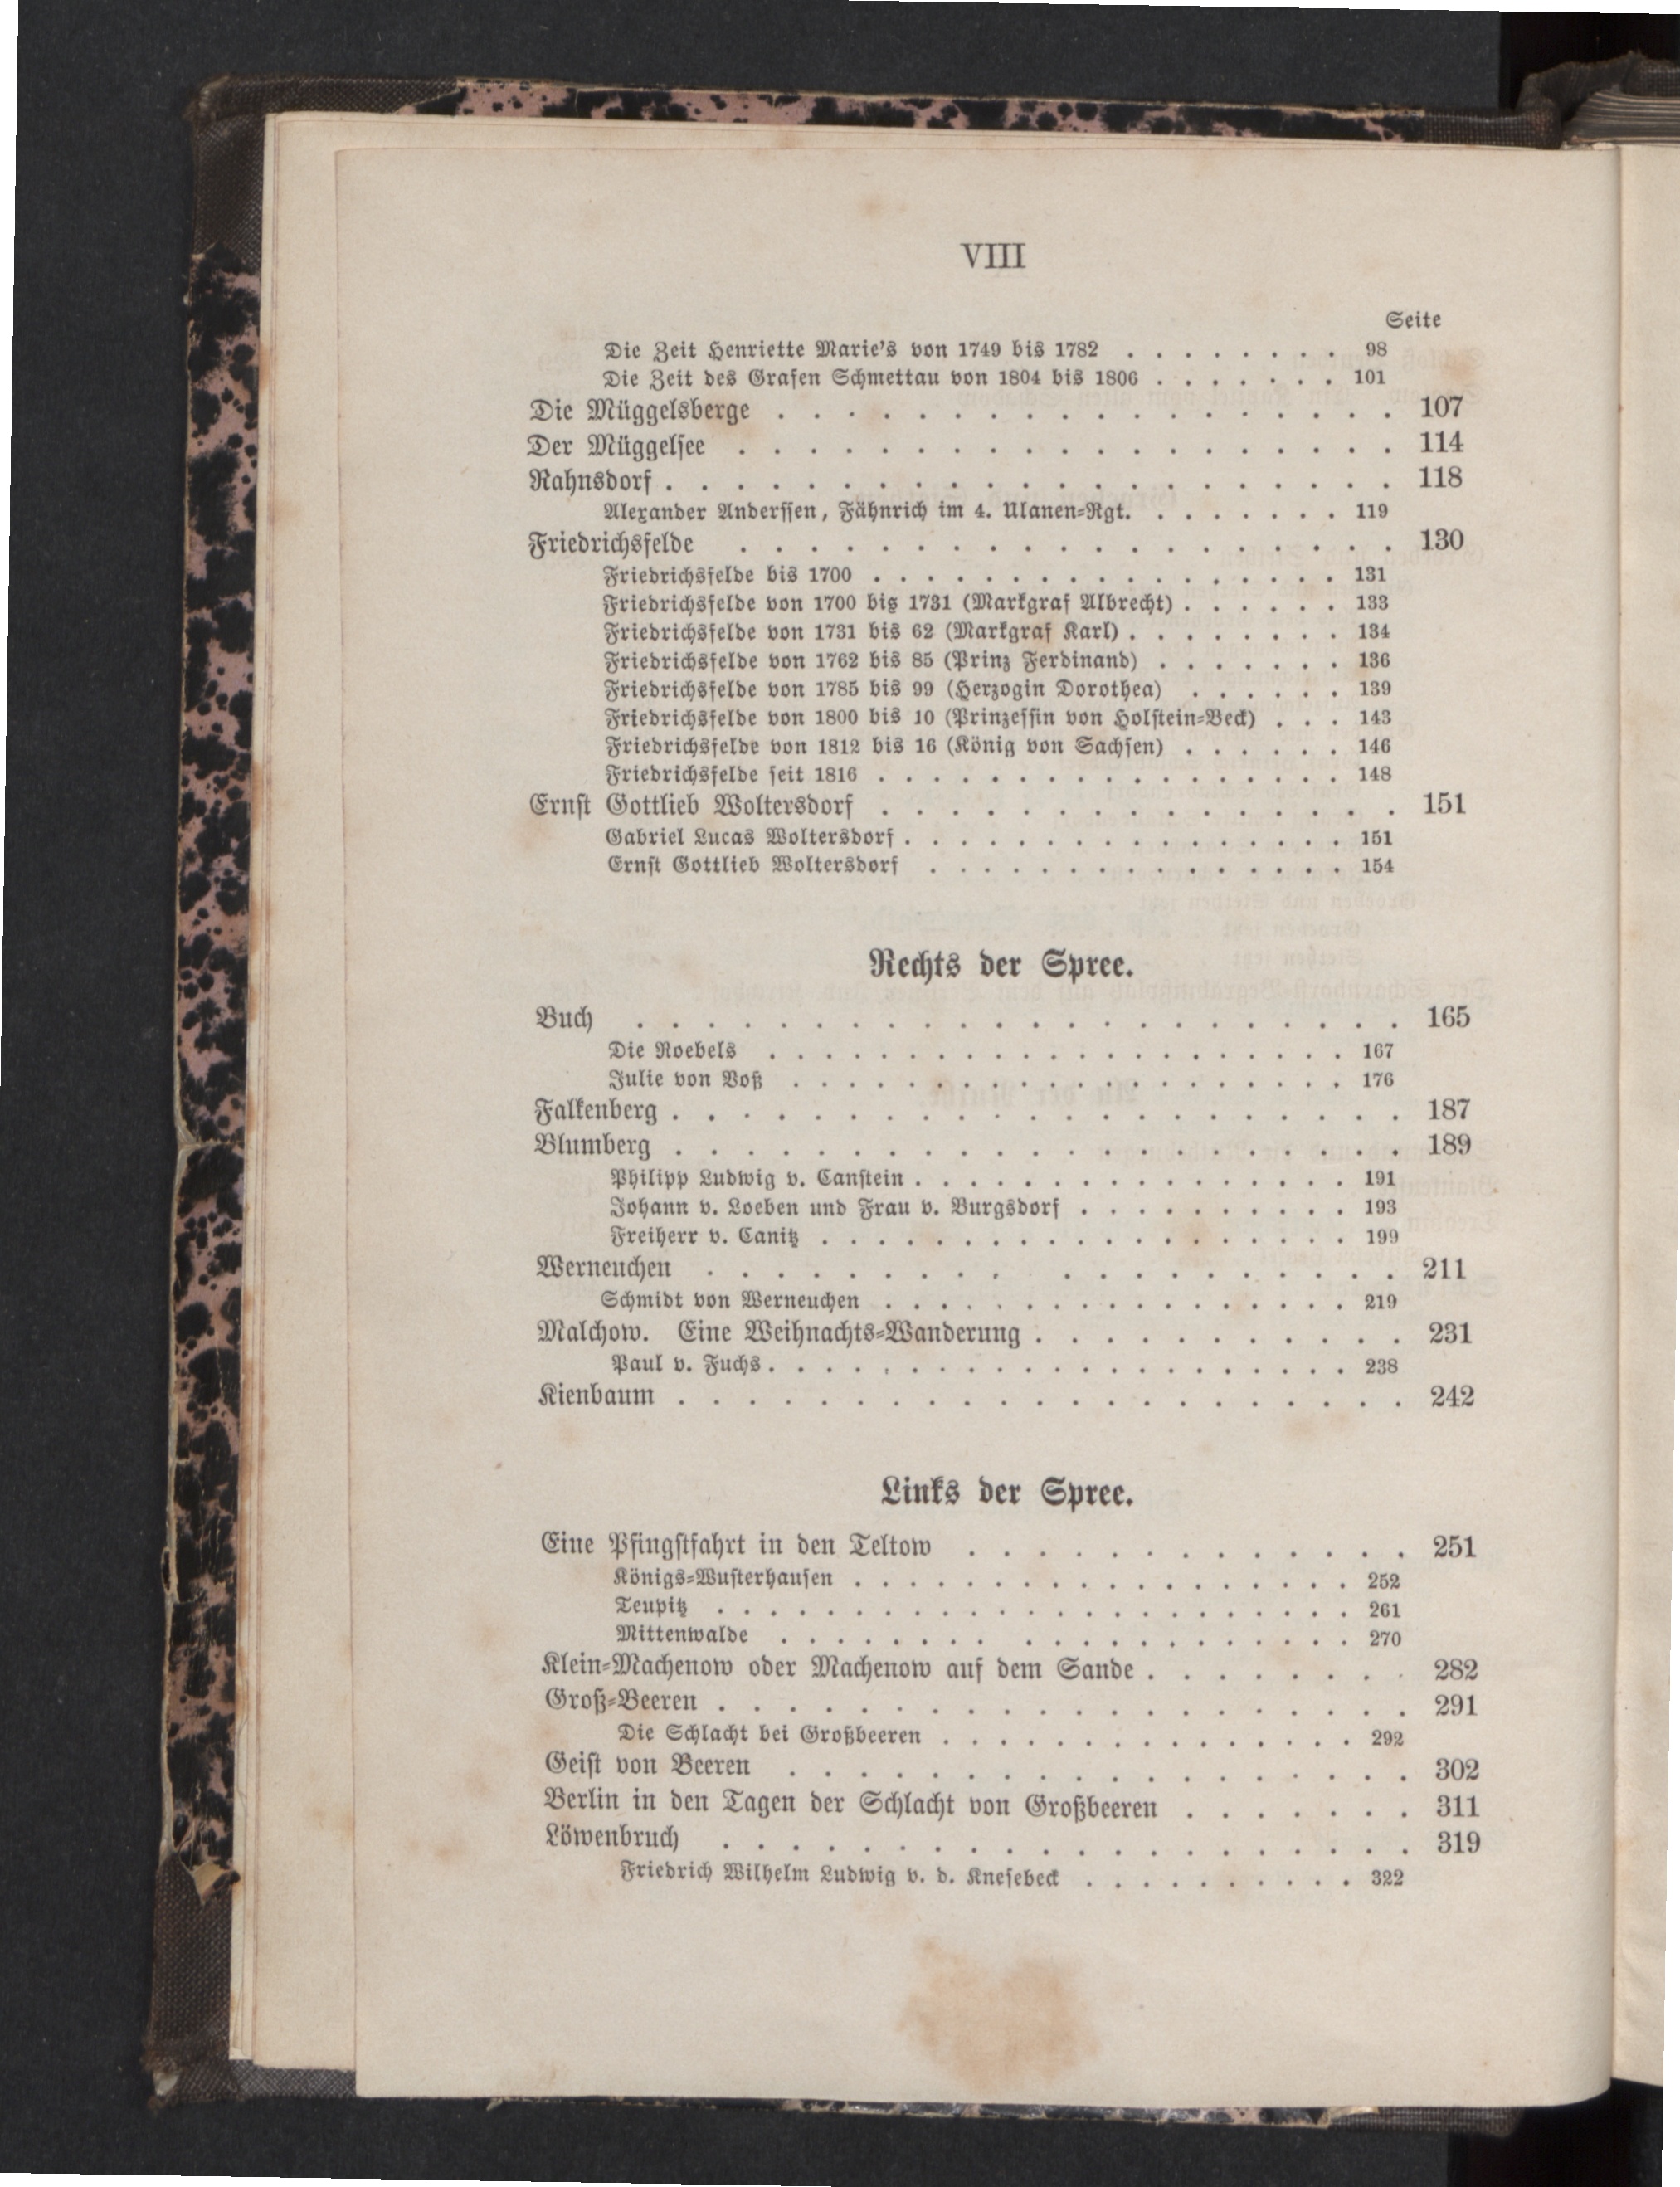 VIII
Seite
Die Zeit Henriette Marie's von 1749 bis 1782 . . . . . . . . 98
Die Zeit des Grafen Schmettau von 1804 bis 1806 . . . . . . . 101
Die Müggelsberge . . . . . . . . . . . . . . . . . . 107
Der Müggelsee . . . . . . . . . . . . . . . . . . . 114
Rahnsdorf . . . . . . . . . . . . . . . . . . . . . 118
Alexander Anderssen, Fähnrich im 4. Ulanen-Rgt. . . . . . . . 119
Friedrichsfelde . . . . . . . . . . . . . . . . . . . 130
Friedrichsfelde bis 1700 . . . . . . . . . . . . . . . . . 131
Friedrichsfelde von 1700 bis 1731 (Markgraf Albrecht) . . . . . . 133
Friedrichsfelde von 1731 bis 62 (Markgraf Karl) . . . . . . . . 134
Friedrichsfelde von 1762 bis 85 (Prinz Ferdinand) . . . . . . . 136
Friedrichsfelde von 1785 bis 99 (Herzogin Dorothea) . . . . . . 139
Friedrichsfelde von 1800 bis 10 (Prinzessin von Holstein-Beck) . . . 143
Friedrichsfelde von 1812 bis 16 (König von Sachsen) . . . . . . 146
Friedrichsfelde seit 1816 . . . . . . . . . . . . . . . . . 148
Ernst Gottlieb Woltersdorf . . . . . . . . . . . . . . . 151
Gabriel Lucas Woltersdorf . . . . . . . . . . . . . . . . 151
Ernst Gottlieb Woltersdorf . . . . . . . . . . . . . . . 154
Rechts der Spree.
Buch . . . . . . . . . . . . . . . . . . . . . . 165
Die Roebels . . . . . . . . . . . . . . . . . . . . . 167
Julie von Voß . . . . . . . . . . . . . . . . . . . . 176
Falkenberg . . . . . . . . . . . . . . . . . . . . . 187
Blumberg . . . . . . . . . . . . . . . . . . . . . 189
Philipp Ludwig v. Canstein . . . . . . . . . . . . . . . . 191
Johann v. Loeben und Frau v. Burgsdorf . . . . . . . . . . 193
Freiherr v. Canitz . . . . . . . . . . . . . . . . . . . 199
Werneuchen . . . . . . . . . . . . . . . . . . . 211
Schmidt von Werneuchen . . . . . . . . . . . . . . . . . 219
Malchow. Eine Weihnachts-Wanderung . . . . . . . . . . . 231
Paul v. Fuchs . . . . . . . . . . . . . . . . . . . . . 238
Kienbaum . . . . . . . . . . . . . . . . . . . . . 242
Links der Spree.
Eine Pfingstfahrt in den Teltow . . . . . . . . . . . . . 251
Königs-Wusterhausen . . . . . . . . . . . . . . . . . . 252
Teupitz . . . . . . . . . . . . . . . . . . . . . . . 261
Mittenwalde . . . . . . . . . . . . . . . . . . . . 270
Klein-Machenow oder Machenow auf dem Sande . . . . . . . . 282
Groß-Beeren . . . . . . . . . . . . . . . . . . . . 291
Die Schlacht bei Großbeeren . . . . . . . . . . . . . . . 292
Geist von Beeren . . . . . . . . . . . . . . . . . . 302
Berlin in den Tagen der Schlacht von Großbeeren . . . . . . . 311
Löwenbruch . . . . . . . . . . . . . . . . . . . . 319
Friedrich Wilhelm Ludwig v. d. Knesebeck . . . . . . . . . . 322